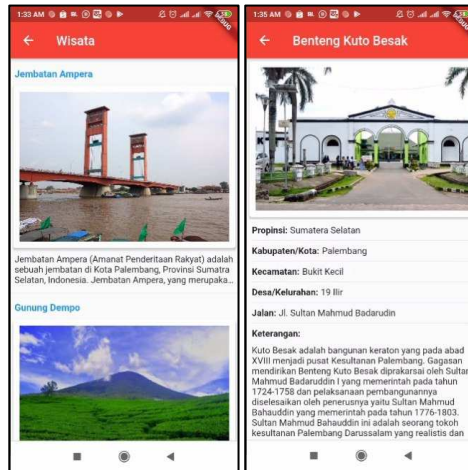 1:33 AM
DEBUG
Wisata
Jembatan Ampera
Jembatan Ampera (Amanat Penderitaan Rakyat) adalah
sebuah jembatan di Kota Palembang, Provinsi Sumatra
Selatan, Indonesia. Jembatan Ampera, yang merupaka...
Gunung Dempo
1:35 AM
DEBUG
Benteng Kuto Besak
Propinsi: Sumatera Selatan
Kabupaten/Kota: Palembang
Kecamatan: Bukit Kecil
Desa/Kelurahan: 19 Ilir
Jalan: Jl. Sultan Mahmud Badarudin
Keterangan:
Kuto Besak adalah bangunan keraton yang pada abad
XVIII menjadi pusat Kesultanan Palembang. Gagasan
mendirikan Benteng Kuto Besak diprakarsai oleh Sultan
Mahmud Badaruddin I yang memerintah pada tahun
1724-1758 dan pelaksanaan pembangunannya
diselesaikan oleh penerusnya yaitu Sultan Mahmud
Bahauddin yang memerintah pada tahun 1776-1803.
Sultan Mahmud Bahauddin ini adalah seorang tokoh
kesultanan Palembang Darussalam yang realistis dan